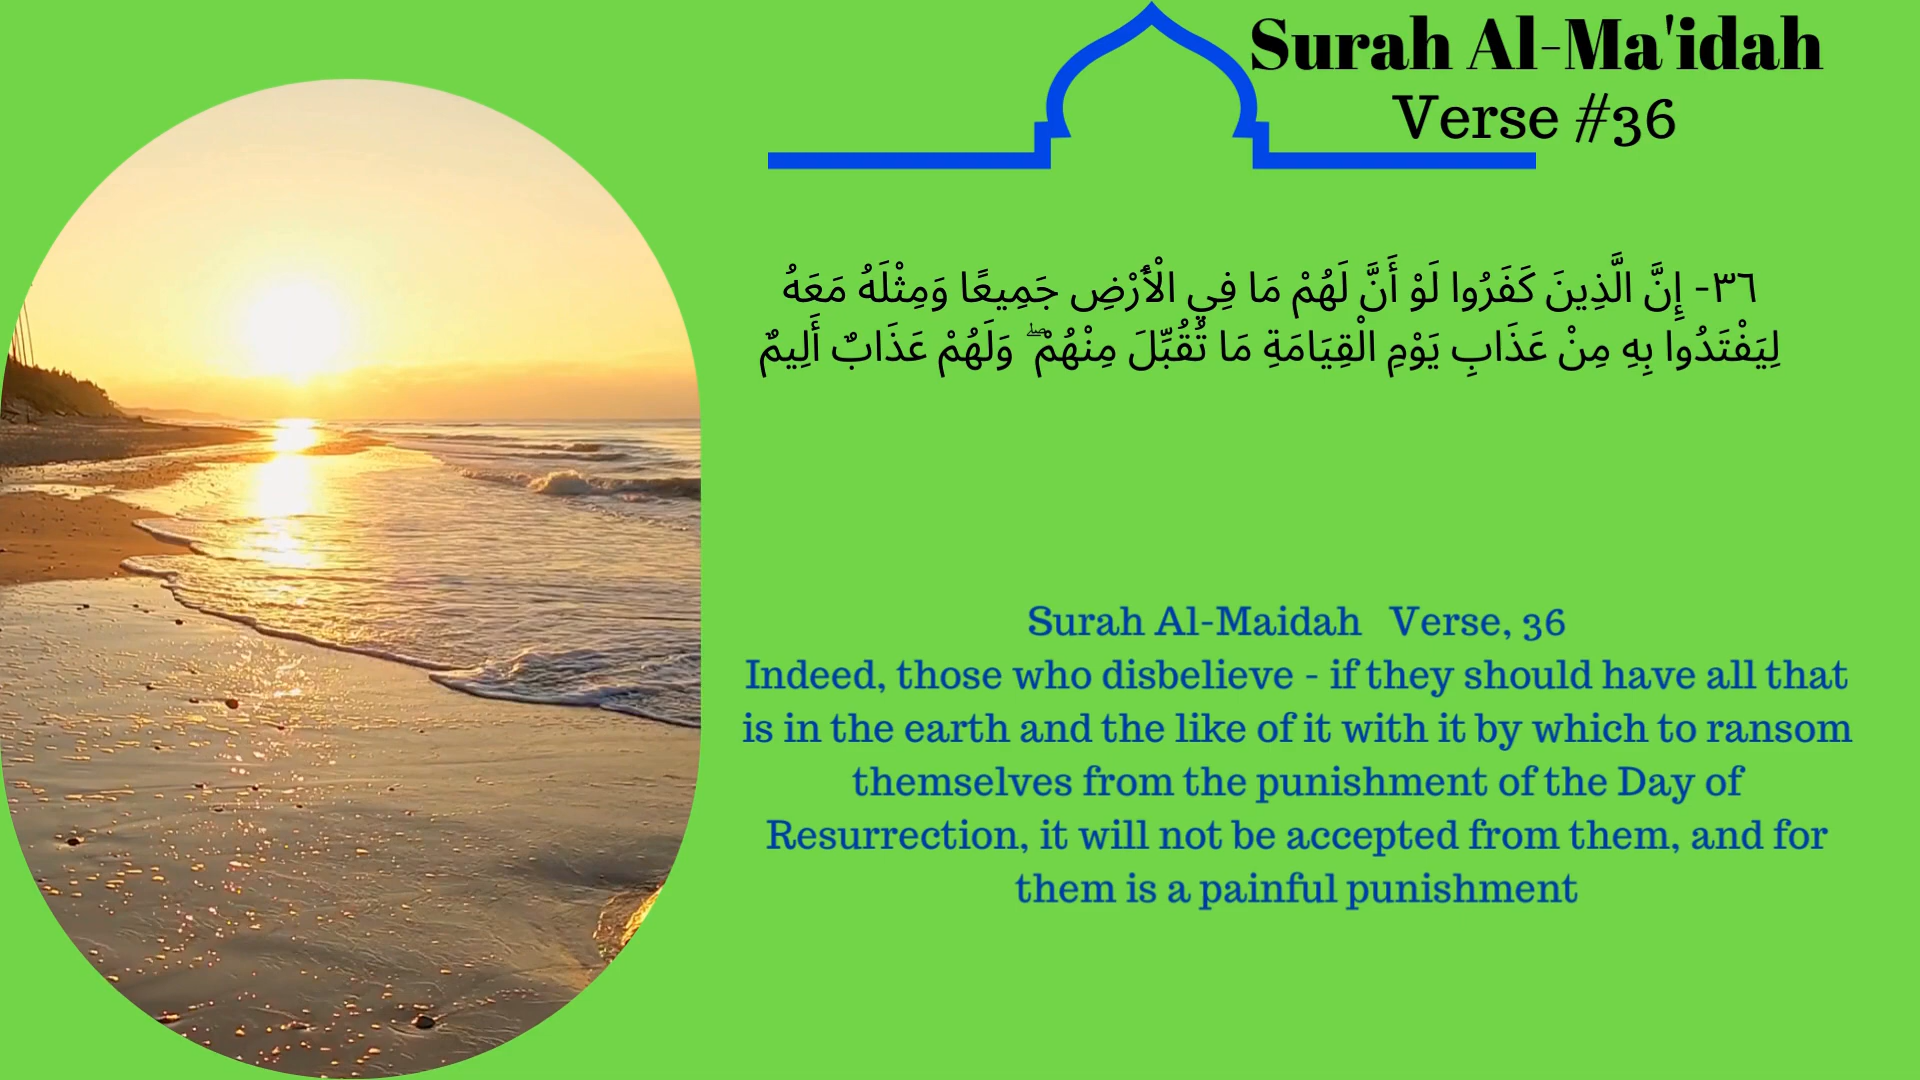 Surah Al-Ma'idah
Verse #36
٣٦- إِنَّ الَّذِينَ كَفَرُوا لَوْ أَنَّ لَهُمْ مَا فِي الْأَرْضِ جَمِيعًا وَمِثْلَهُ مَعَهُ
لِيَفْتَدُوا بِهِ مِنْ عَذَابِ يَوْمِ الْقِيَامَةِ مَا تُقُبِّلَ مِنْهُمْ ۖ وَلَهُمْ عَذَابٌ أَلِيمٌ
Surah Al-Maidah Verse, 36
Indeed, those who disbelieve - if they should have all that
is in the earth and the like of it with it by which to ransom
themselves from the punishment of the Day of
Resurrection, it will not be accepted from them, and for
them is a painful punishment